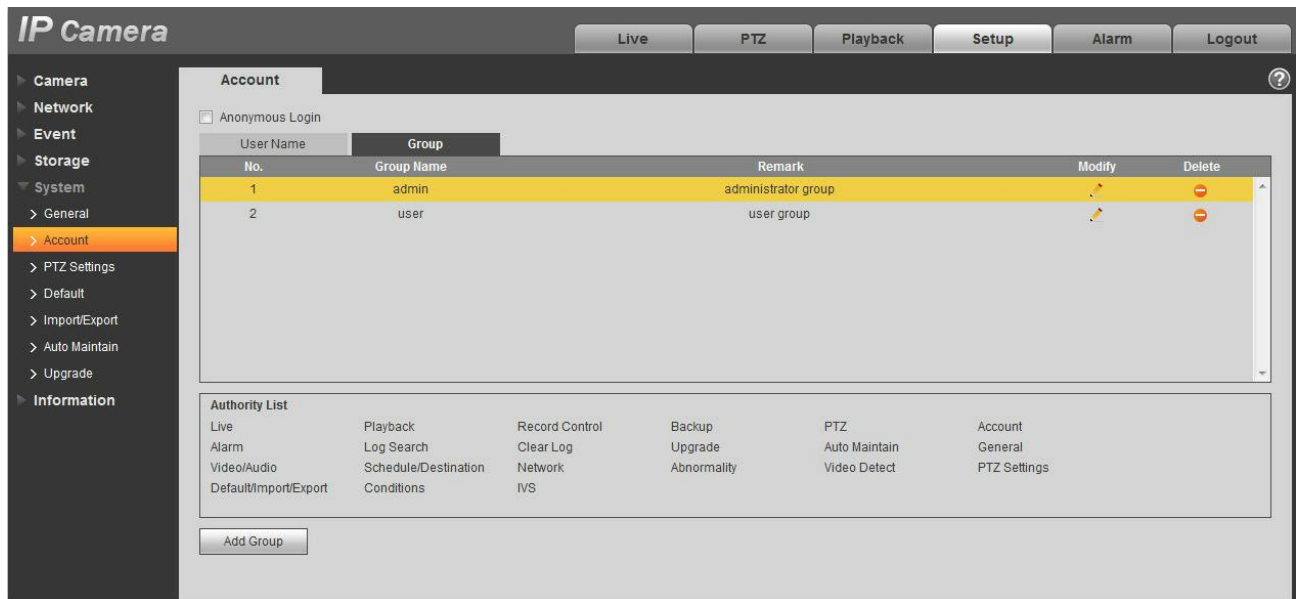 IP Camera
Live PTZ Playback Setup Alarm Logout
Camera
Network
Event
Storage
System
General
Account
PTZ Settings
Default
Import/Export
Auto Maintain
Upgrade
Information
Account
?
Anonymous Login
User Name Group
No. Group Name Remark Modify Delete
1 admin administrator group
2 user user group
Authority List
Live Playback Record Control Backup PTZ Account
Alarm Log Search Clear Log Upgrade Auto Maintain General
Video/Audio Schedule/Destination Network Abnormality Video Detect PTZ Settings
Default/Import/Export Conditions IVS
Add Group